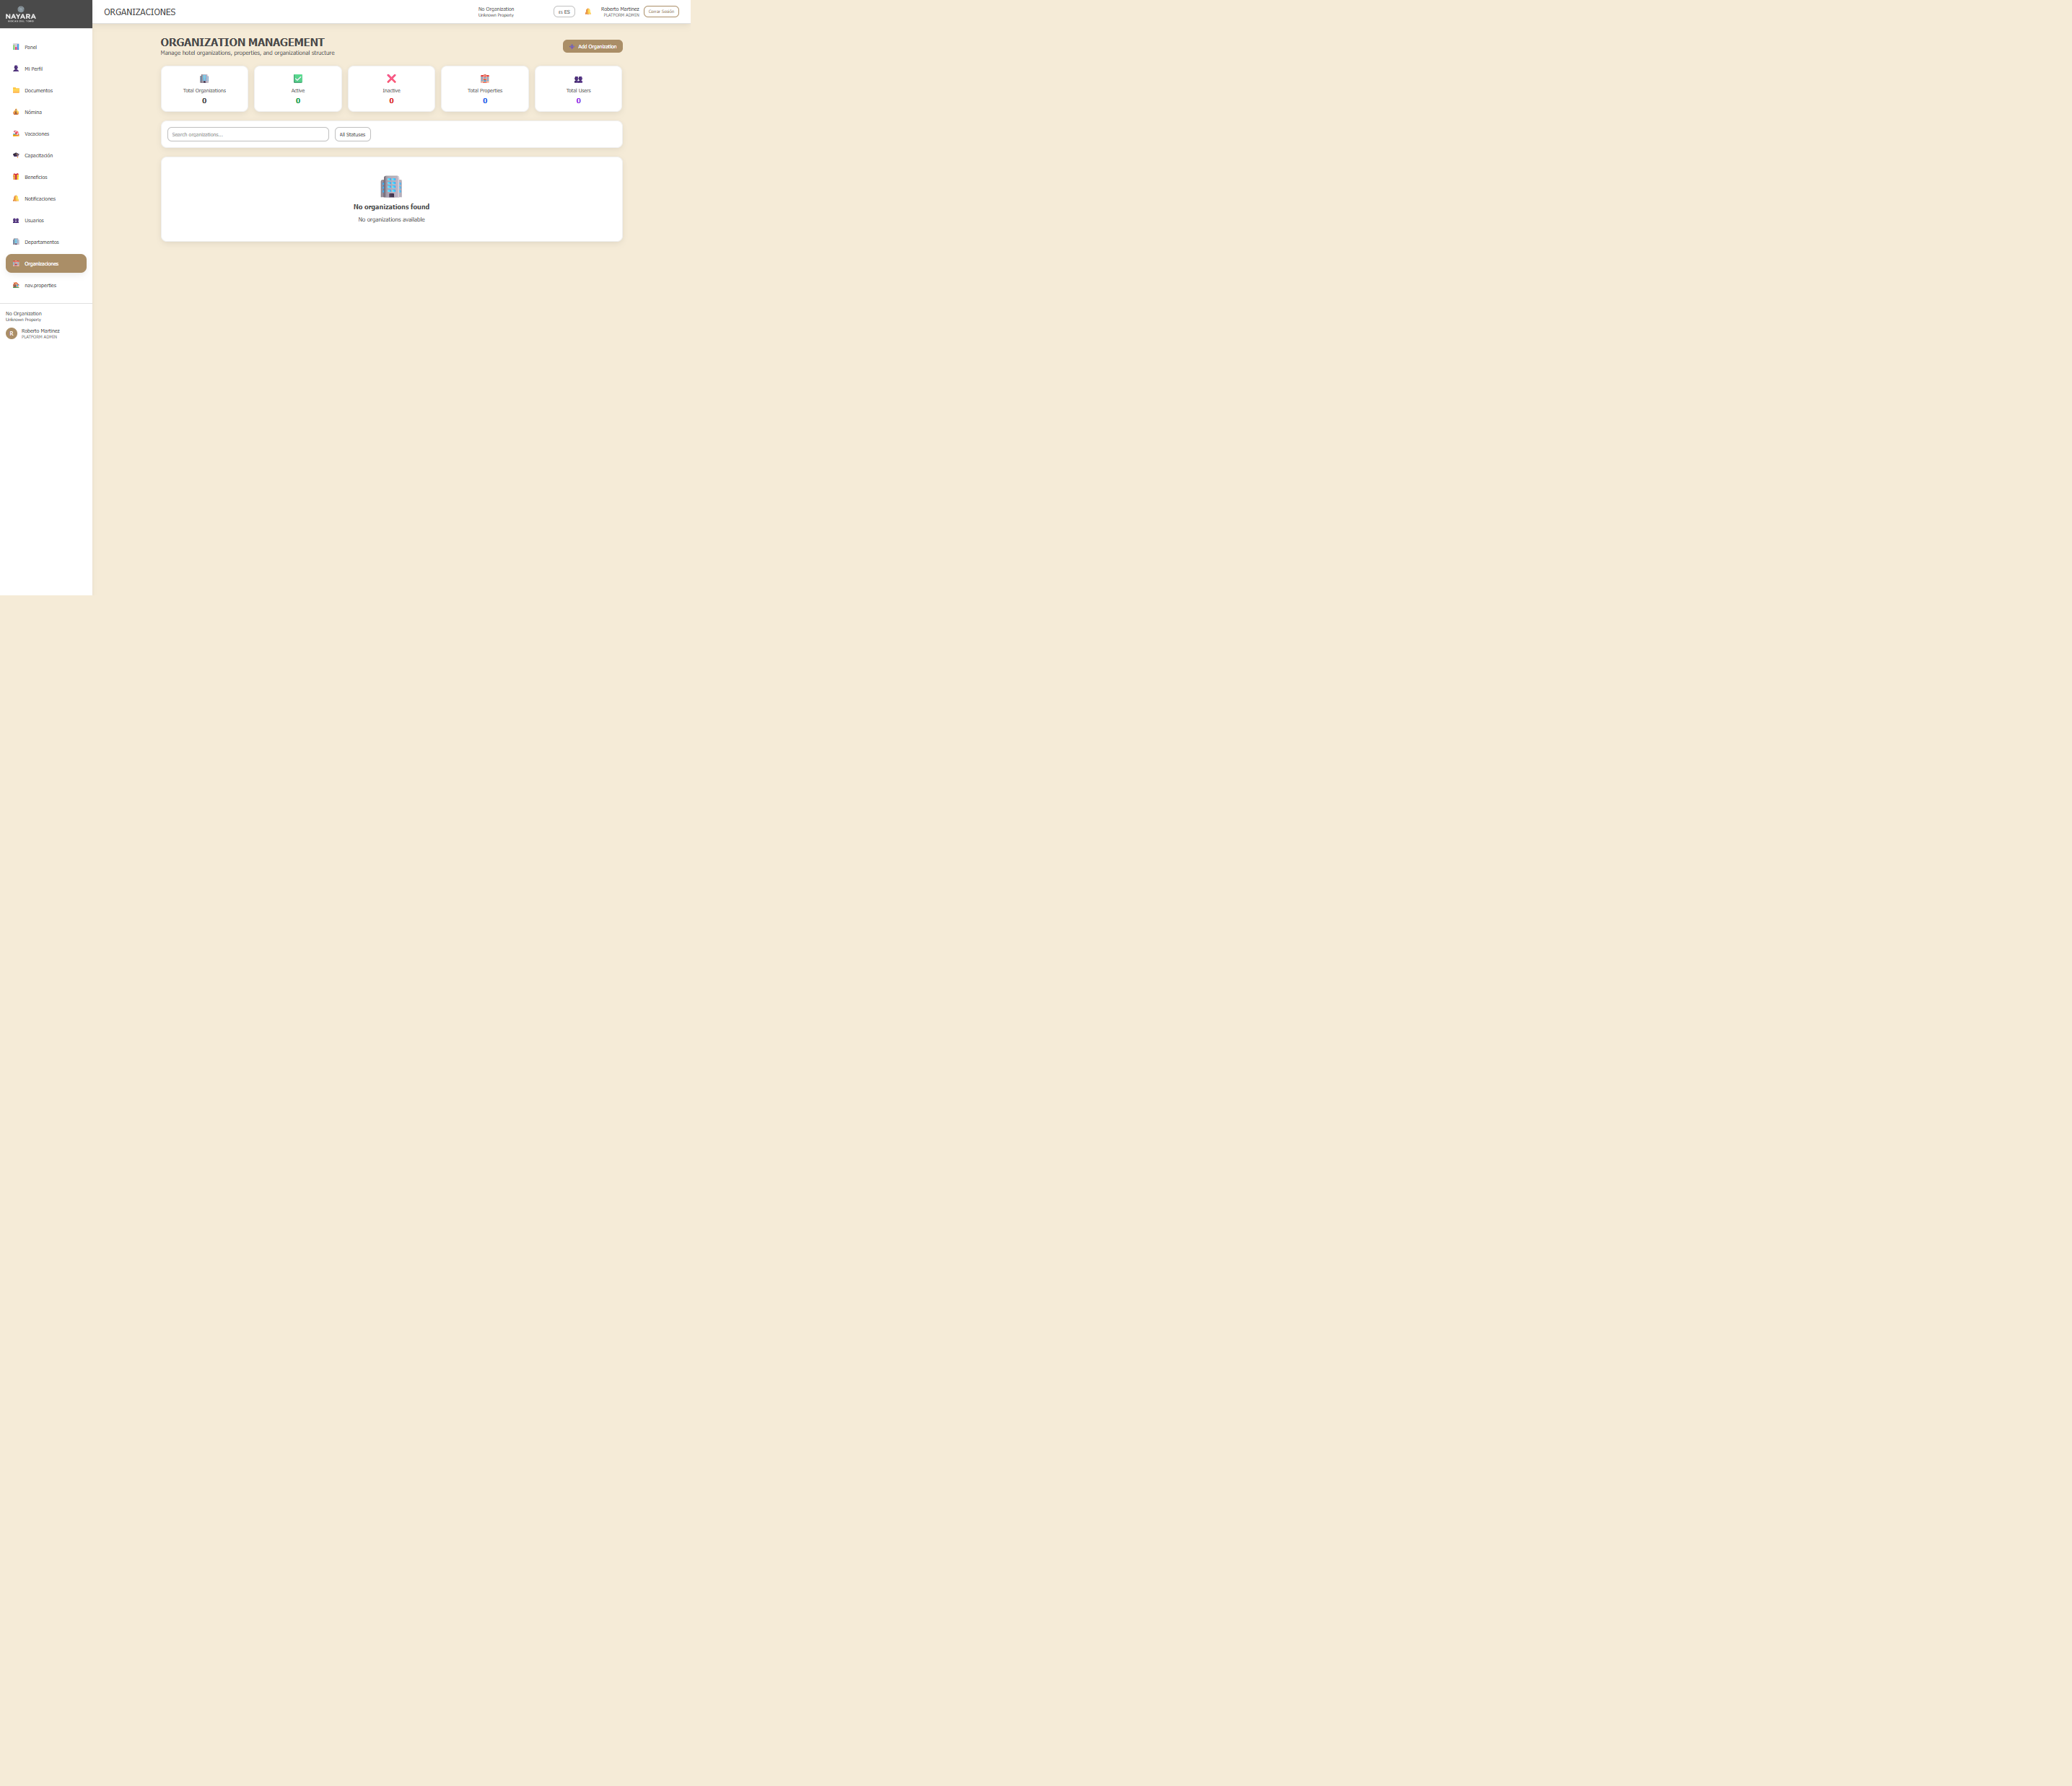 NAYARA
Panel
Mi Perfil
Documentos
Nómina
Vacaciones
Capacitación
Beneficios
Notificaciones
Usuarios
Departamentos
Organizaciones
nav.properties
No Organization
Unknown Property
R
Roberto Martinez
PLATFORM ADMIN
ORGANIZACIONES
No Organization
Unknown Property
ES
Roberto Martinez
PLATFORM ADMIN
Cerrar Sesión
ORGANIZATION MANAGEMENT
Manage hotel organizations, properties, and organizational structure
Add Organization
Total Organizations
0
Active
0
Inactive
0
Total Properties
0
Total Users
0
Search organizations...
All Statuses
No organizations found
No organizations available